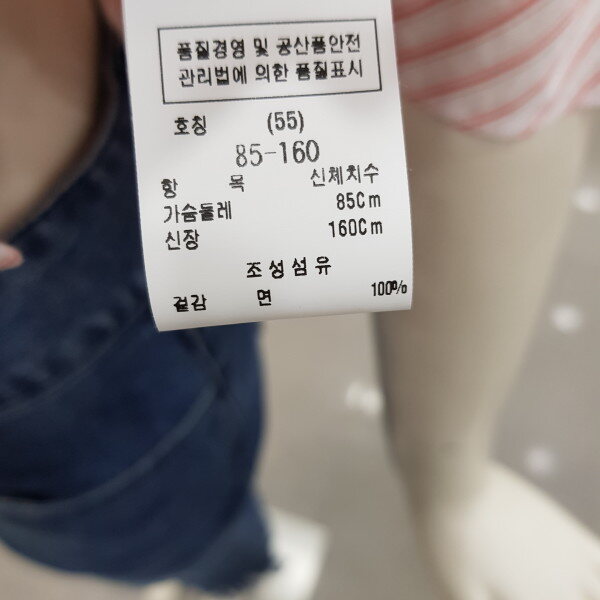 품질경영 및 공산품안전
관리법에 의한 품질표시
호칭 (55)
85-160
항 목 신체치수
가슴둘레 85Cm
신장 160Cm
조성섬유
겉감 면 100%